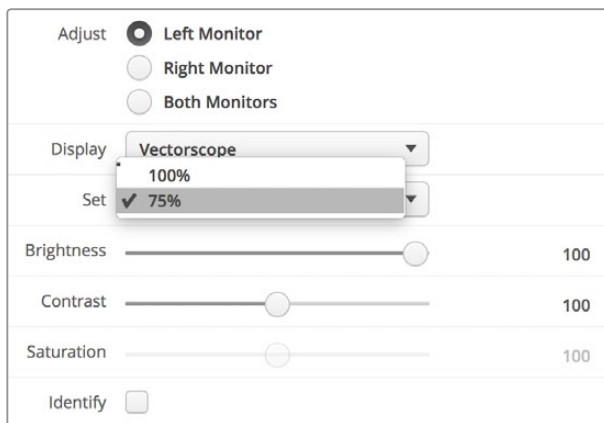 Adjust Left Monitor
Right Monitor
Both Monitors
Display Vectorscope
100%
Set ✔ 75%
Brightness 100
Contrast 100
Saturation 100
Identify